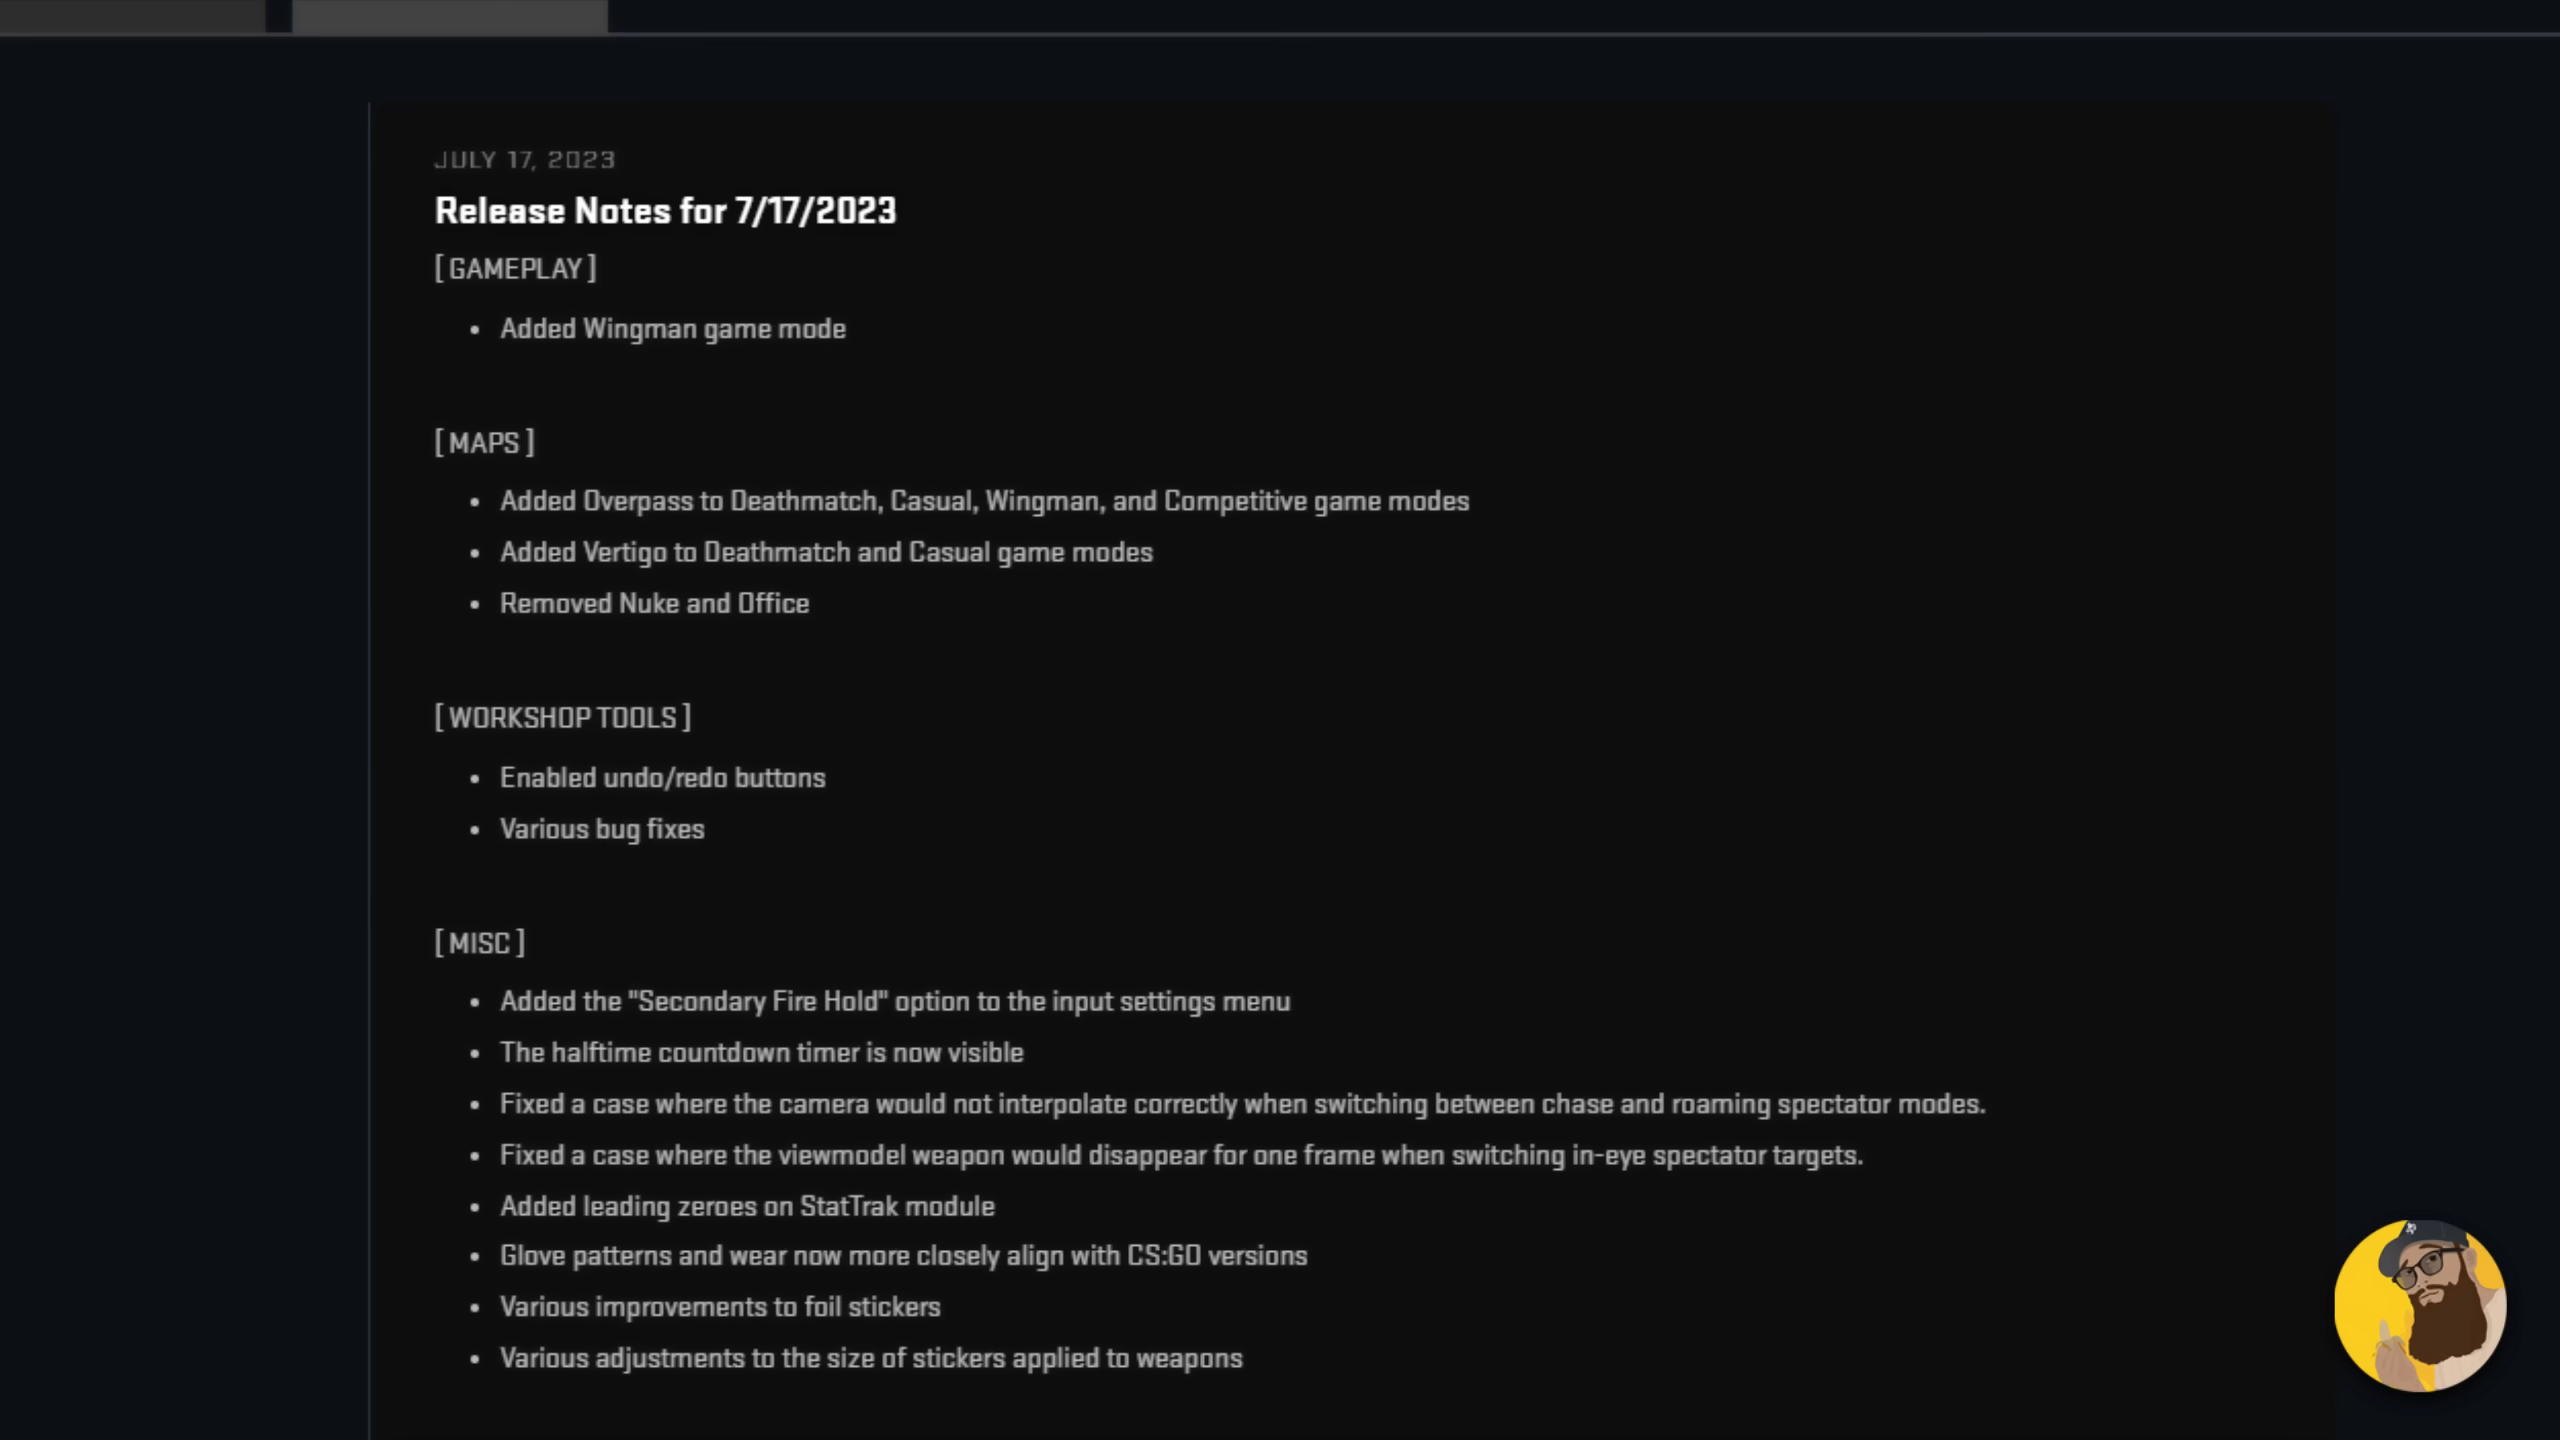 JULY 17, 2023
Release Notes for 7/17/2023
[ GAMEPLAY ]
• Added Wingman game mode
[ MAPS ]
• Added Overpass to Deathmatch, Casual, Wingman, and Competitive game modes
• Added Vertigo to Deathmatch and Casual game modes
• Removed Nuke and Office
[ WORKSHOP TOOLS ]
• Enabled undo/redo buttons
• Various bug fixes
[ MISC ]
• Added the "Secondary Fire Hold" option to the input settings menu
• The halftime countdown timer is now visible
• Fixed a case where the camera would not interpolate correctly when switching between chase and roaming spectator modes.
• Fixed a case where the viewmodel weapon would disappear for one frame when switching in-eye spectator targets.
• Added leading zeroes on StatTrak module
• Glove patterns and wear now more closely align with CS:GO versions
• Various improvements to foil stickers
• Various adjustments to the size of stickers applied to weapons